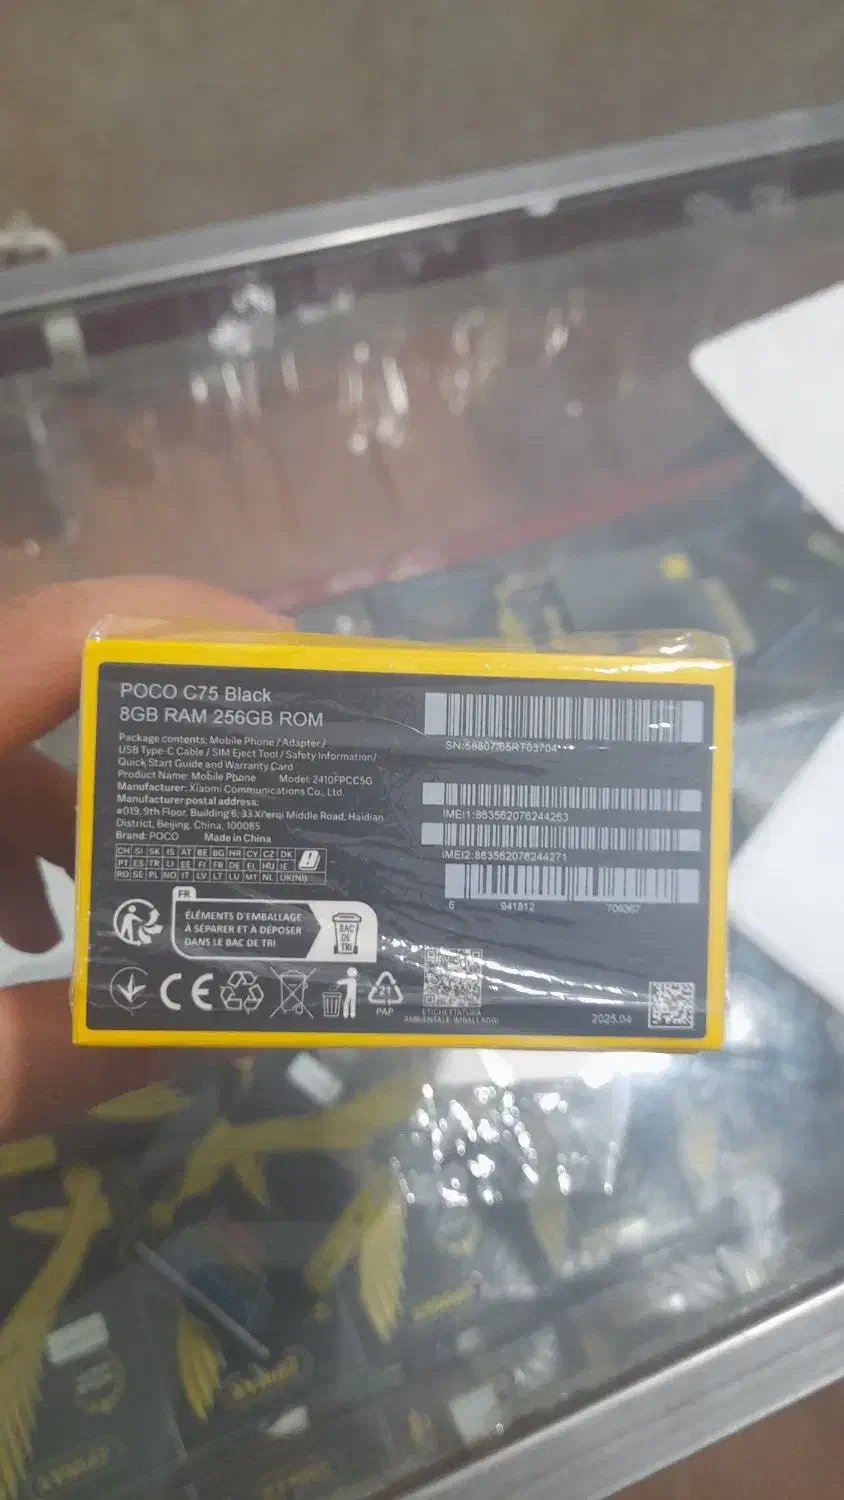 POCO C75 Black
8GB RAM 256GB ROM
Package contents: Mobile Phone / Adapter /
USB Type-C Cable / SIM Eject Tool / Safety Information /
Quick Start Guide and Warranty Card
Product Name: Mobile Phone Model: 2410FPCC5G
Manufacturer: Xiaomi Communications Co., Ltd.
Manufacturer postal address:
#019, 9th Floor, Building 6, 33 Xi'erqi Middle Road, Haidian
District, Beijing, China, 100085
Brand: POCO Made in China
CH SI SK IS AT BE BG HR CY CZ DK
PT ES TR LI EE FI FR DE EL HU IE
RO SE PL NO IT LV LT LU MT NL UK(NI)
FR
ÉLÉMENTS D'EMBALLAGE
À SÉPARER ET À DÉPOSER
DANS LE BAC DE TRI
BAC
DE
TRI
CE
21
PAP
SN:58807/65RT03704
IMEI1:863562076244263
IMEI2:863562076244271
6 941812 706367
ETICHETTATURA
AMBIENTALE IMBALLAGGI
2025.04